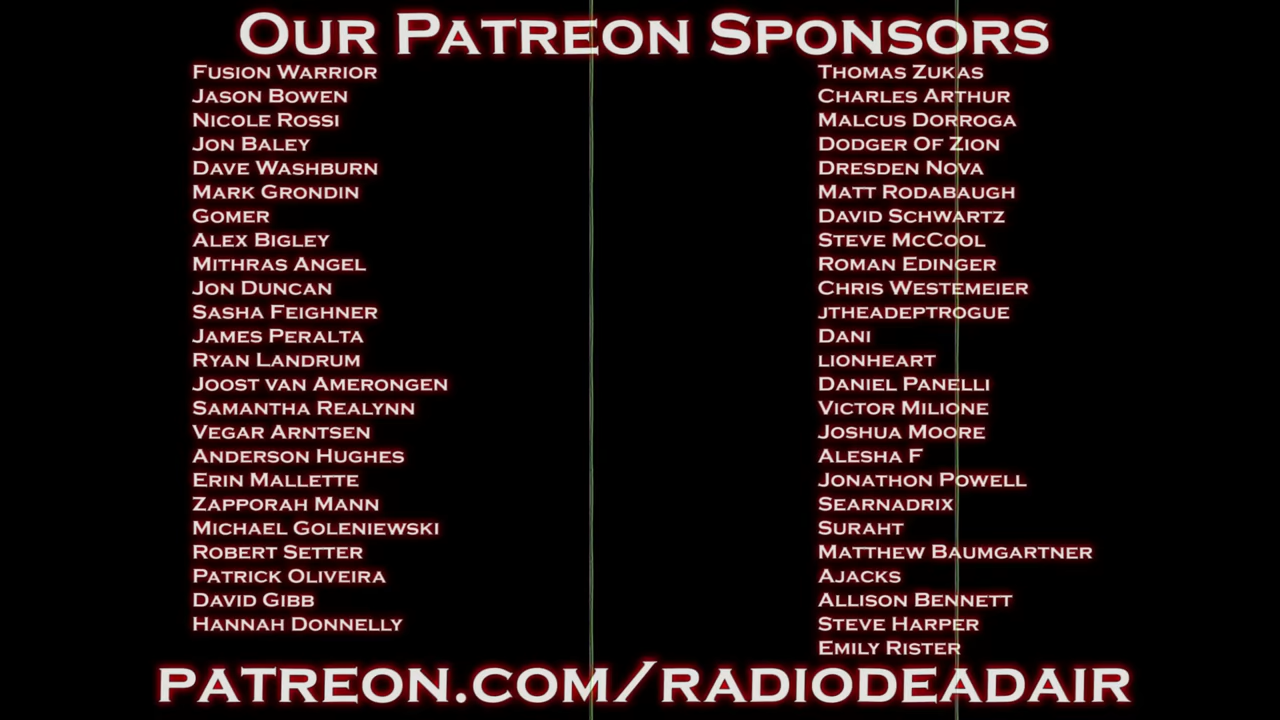 Our Patreon Sponsors
Fusion Warrior
Jason Bowen
Nicole Rossi
Jon Baley
Dave Washburn
Mark Grondin
Gomer
Alex Bigley
Mithras Angel
Jon Duncan
Sasha Feighner
James Peralta
Ryan Landrum
Joost van Amerongen
Samantha Realynn
Vegar Arntsen
Anderson Hughes
Erin Mallette
Zapporah Mann
Michael Goleniewski
Robert Setter
Patrick Oliveira
David Gibb
Hannah Donnelly
Thomas Zukas
Charles Arthur
Malcus Dorroga
Dodger Of Zion
Dresden Nova
Matt Rodabaugh
David Schwartz
Steve McCool
Roman Edinger
Chris Westemeier
jtheadeptrogue
Dani
lionheart
Daniel Panelli
Victor Milione
Joshua Moore
Alesha F
Jonathon Powell
Searnadrix
Suraht
Matthew Baumgartner
Ajacks
Allison Bennett
Steve Harper
Emily Rister
patreon.com/radiodeadair